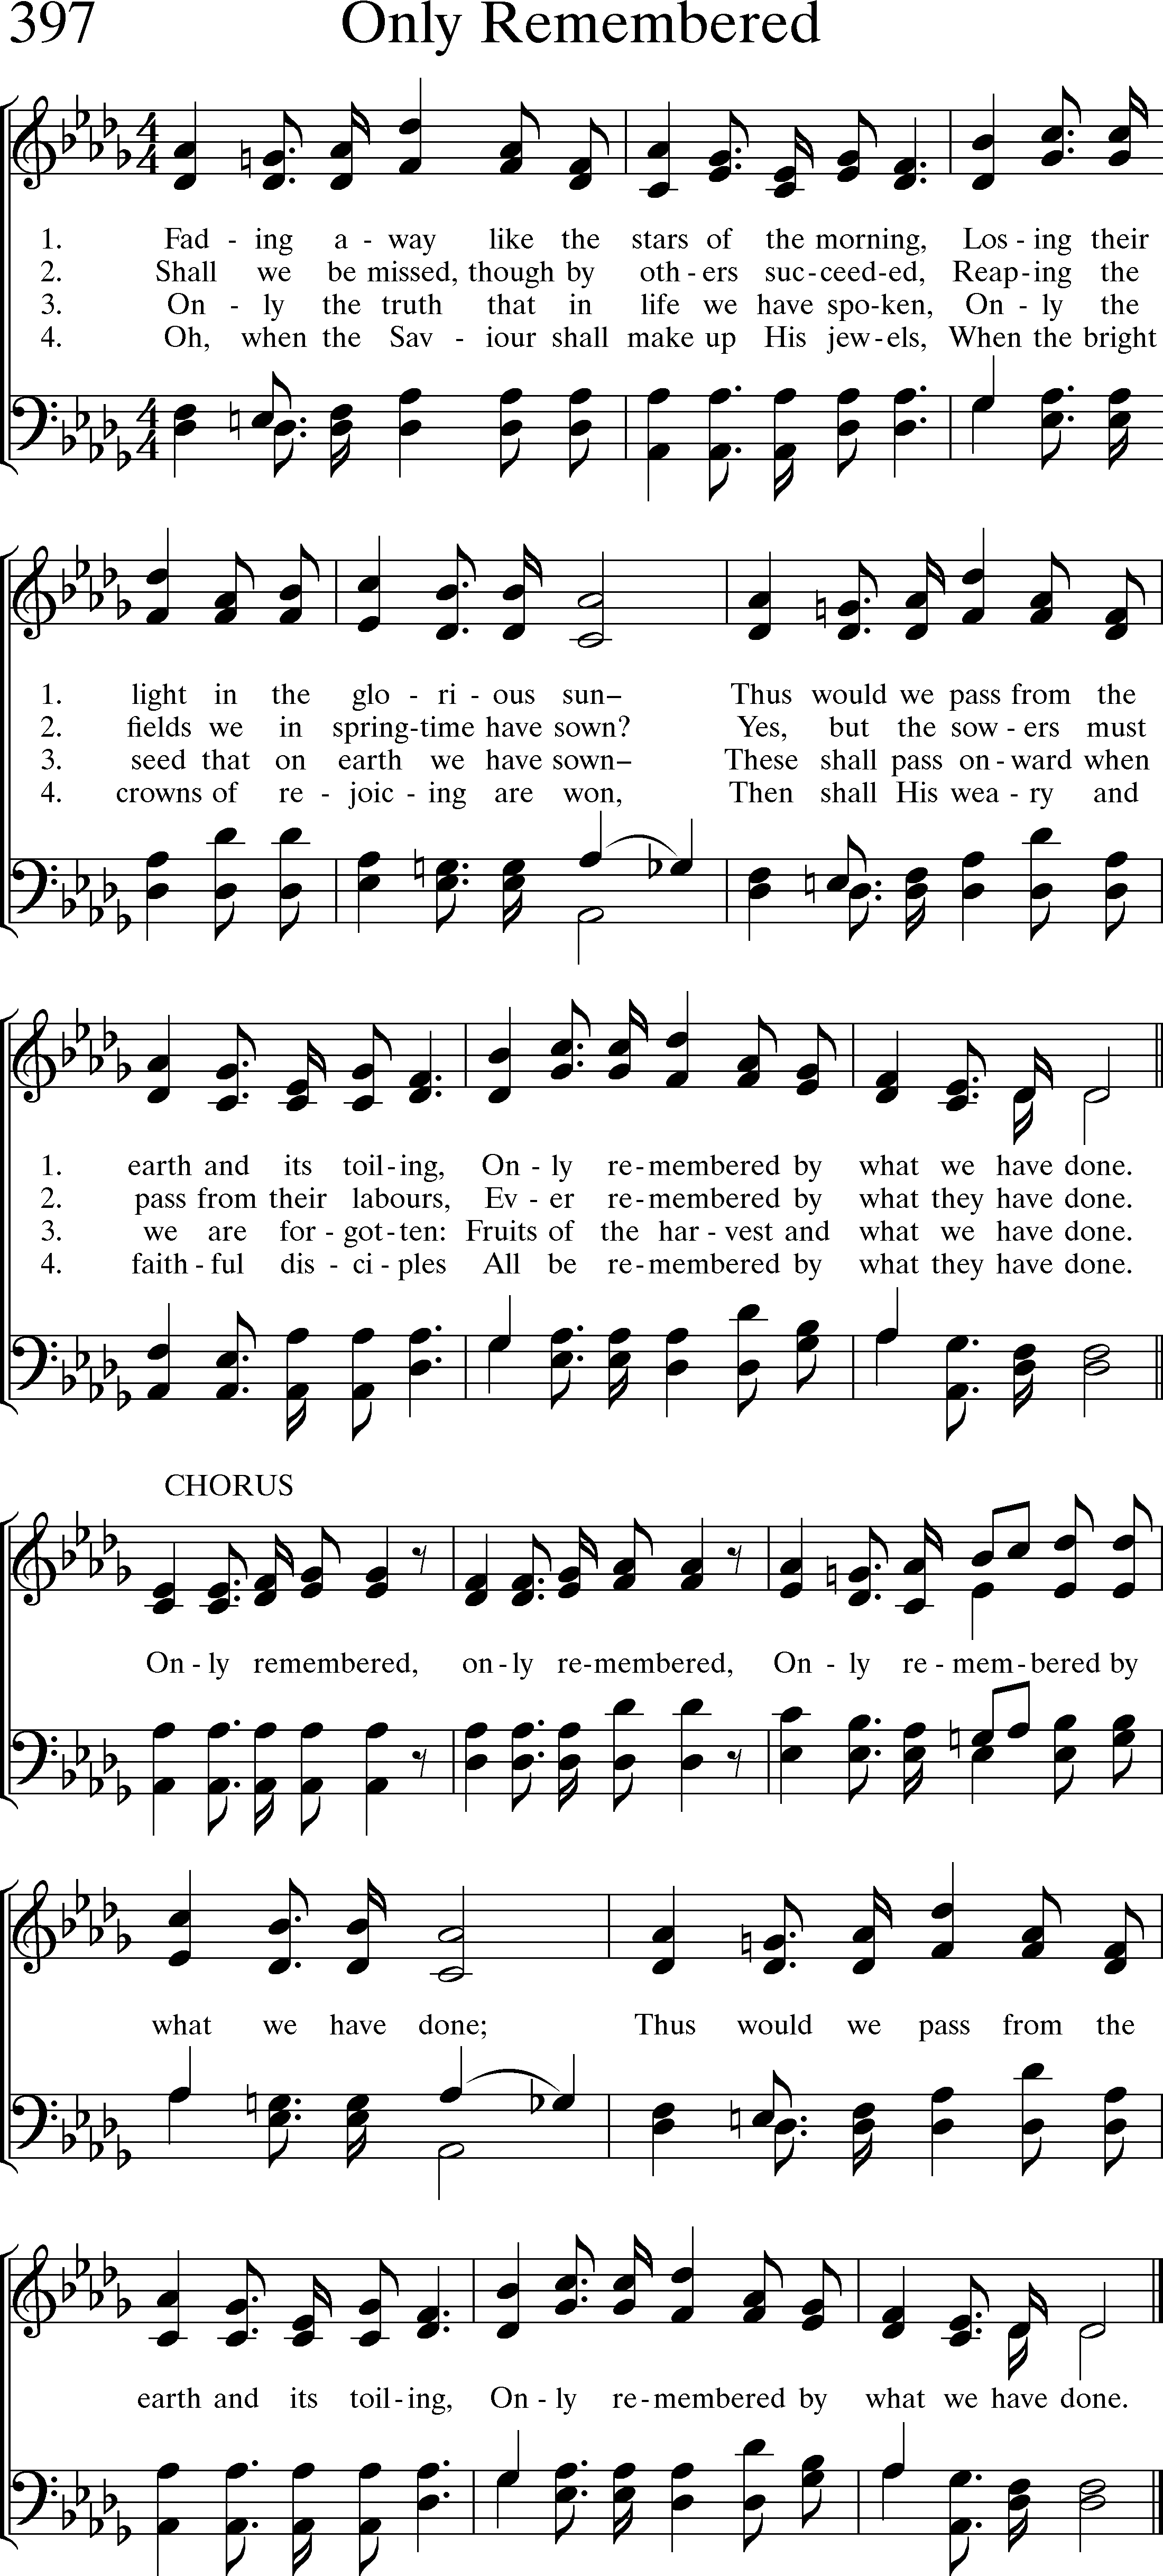 397 Only Remembered
1. Fad - ing a - way like the stars of the morning, Los - ing their
2. Shall we be missed, though by oth - ers suc - ceed - ed, Reap - ing the
3. On - ly the truth that in life we have spo - ken, On - ly the
4. Oh, when the Sav - iour shall make up His jew - els, When the bright
1. light in the glo - ri - ous sun– Thus would we pass from the
2. fields we in spring - time have sown? Yes, but the sow - ers must
3. seed that on earth we have sown– These shall pass on - ward when
4. crowns of re - joic - ing are won, Then shall His wea - ry and
1. earth and its toil - ing, On - ly re - membered by what we have done.
2. pass from their labours, Ev - er re - membered by what they have done.
3. we are for - got - ten: Fruits of the har - vest and what we have done.
4. faith - ful dis - ci - ples All be re - membered by what they have done.
CHORUS
On - ly remembered, on - ly re - membered, On - ly re - mem - bered by
what we have done; Thus would we pass from the
earth and its toil - ing, On - ly re - membered by what we have done.